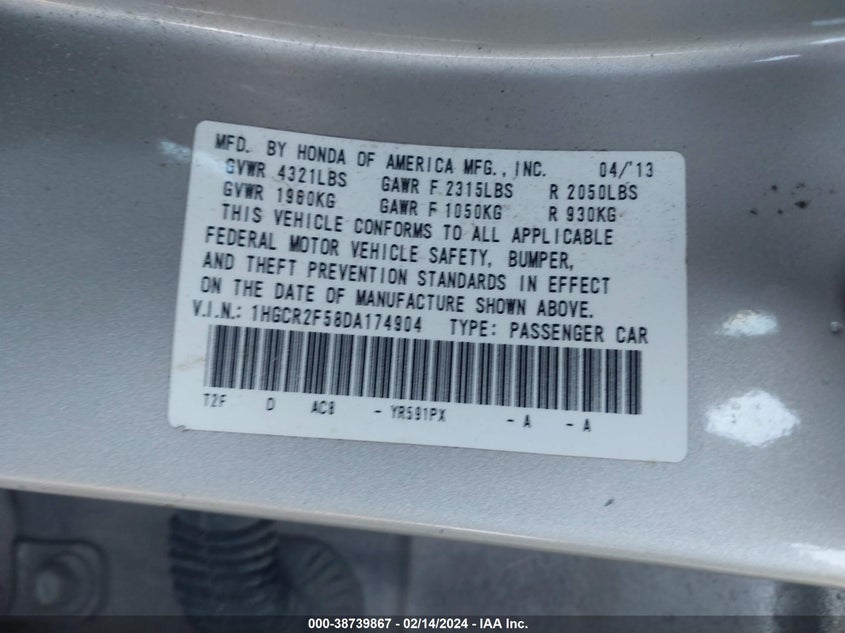 MFD. BY HONDA OF AMERICA MFG., INC. 04/'13
GVWR 4321LBS GAWR F 2315LBS R 2050LBS
GVWR 1960KG GAWR F 1050KG R 930KG
THIS VEHICLE CONFORMS TO ALL APPLICABLE
FEDERAL MOTOR VEHICLE SAFETY, BUMPER,
AND THEFT PREVENTION STANDARDS IN EFFECT
ON THE DATE OF MANUFACTURE SHOWN ABOVE.
V.I.N.: 1HGCR2F58DA174904 TYPE: PASSENGER CAR
T2F D AC8 - YR591PX - A - A
000-38739867 - 02/14/2024 - IAA Inc.